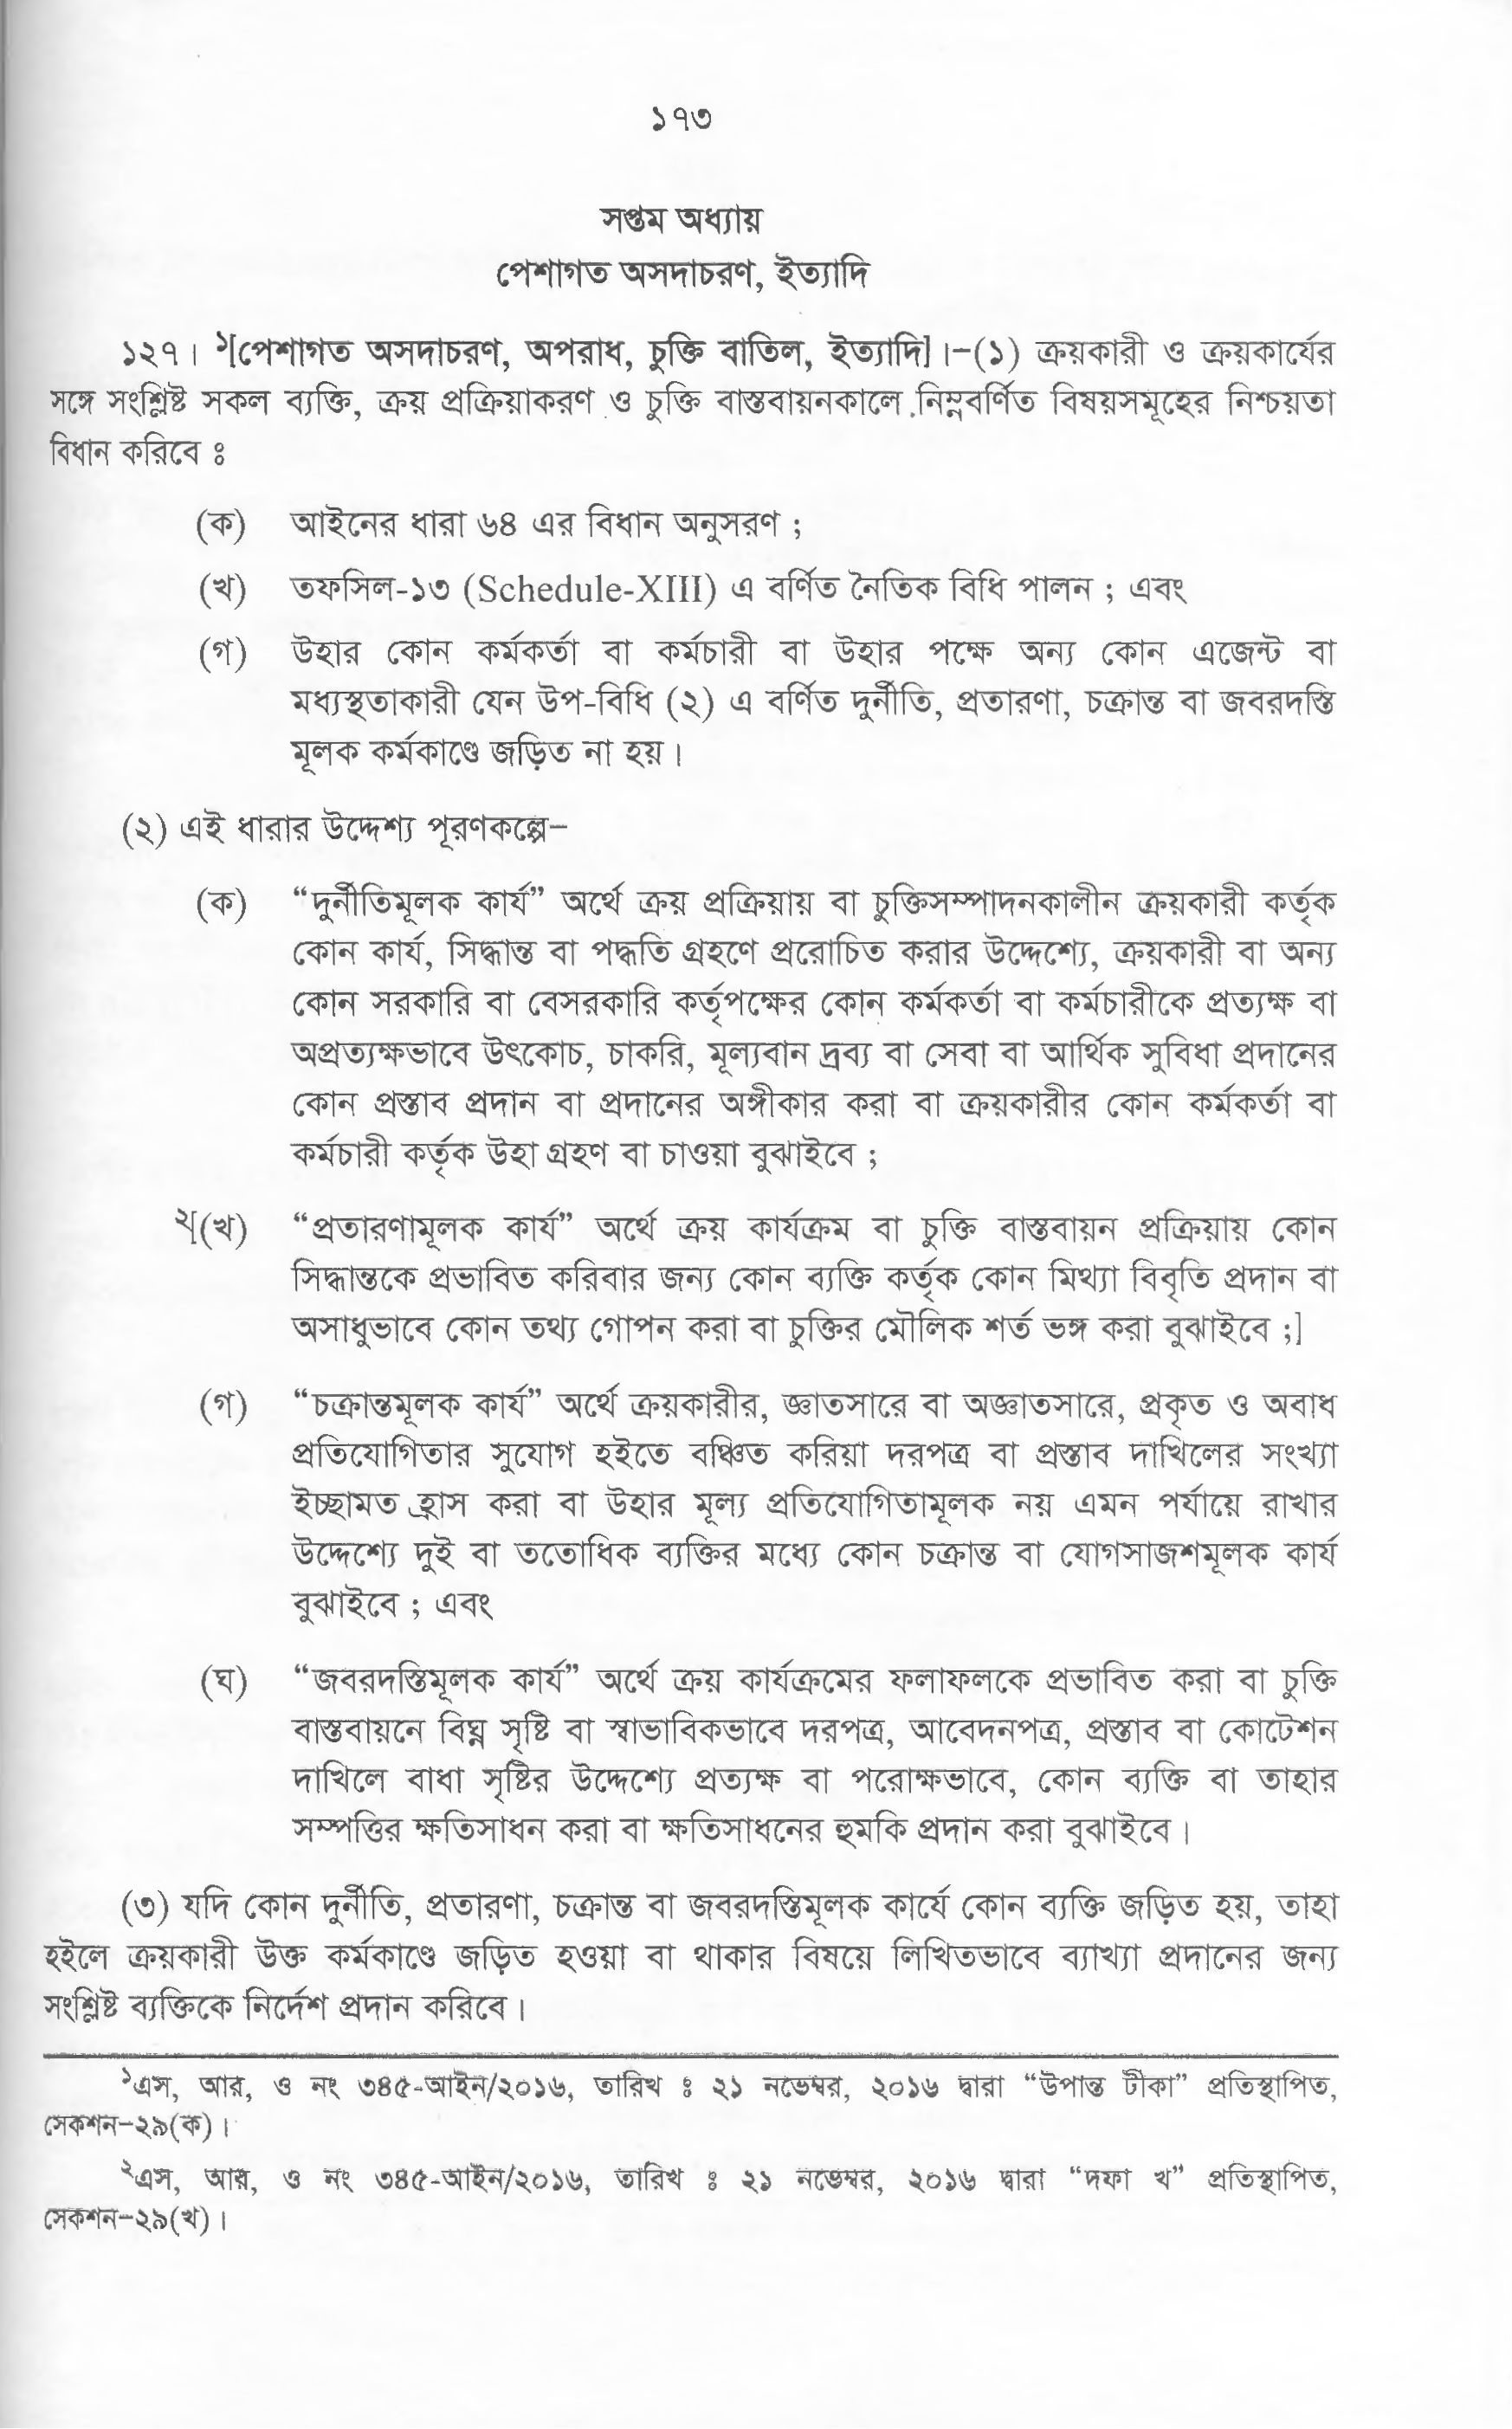 ১৭৩
সপ্তম অধ্যায়
পেশাগত অসদাচরণ, ইত্যাদি
১২৭। ১[পেশাগত অসদাচরণ, অপরাধ, চুক্তি বাতিল, ইত্যাদি]।-(১) ক্রয়কারী ও ক্রয়কার্যের
সঙ্গে সংশ্লিষ্ট সকল ব্যক্তি, ক্রয় প্রক্রিয়াকরণ ও চুক্তি বাস্তবায়নকালে নিম্নবর্ণিত বিষয়সমূহের নিশ্চয়তা
বিধান করিবে ঃ
(ক) আইনের ধারা ৬৪ এর বিধান অনুসরণ ;
(খ) তফসিল-১৩ (Schedule-XIII) এ বর্ণিত নৈতিক বিধি পালন ; এবং
(গ) উহার কোন কর্মকর্তা বা কর্মচারী বা উহার পক্ষে অন্য কোন এজেন্ট বা
মধ্যস্থতাকারী যেন উপ-বিধি (২) এ বর্ণিত দুর্নীতি, প্রতারণা, চক্রান্ত বা জবরদস্তি
মূলক কর্মকাণ্ডে জড়িত না হয়।
(২) এই ধারার উদ্দেশ্য পূরণকল্পে-
(ক) “দুর্নীতিমূলক কার্য” অর্থে ক্রয় প্রক্রিয়ায় বা চুক্তিসম্পাদনকালীন ক্রয়কারী কর্তৃক
কোন কার্য, সিদ্ধান্ত বা পদ্ধতি গ্রহণে প্ররোচিত করার উদ্দেশ্যে, ক্রয়কারী বা অন্য
কোন সরকারি বা বেসরকারি কর্তৃপক্ষের কোন কর্মকর্তা বা কর্মচারীকে প্রত্যক্ষ বা
অপ্রত্যক্ষভাবে উৎকোচ, চাকরি, মূল্যবান দ্রব্য বা সেবা বা আর্থিক সুবিধা প্রদানের
কোন প্রস্তাব প্রদান বা প্রদানের অঙ্গীকার করা বা ক্রয়কারীর কোন কর্মকর্তা বা
কর্মচারী কর্তৃক উহা গ্রহণ বা চাওয়া বুঝাইবে ;
২[(খ) “প্রতারণামূলক কার্য” অর্থে ক্রয় কার্যক্রম বা চুক্তি বাস্তবায়ন প্রক্রিয়ায় কোন
সিদ্ধান্তকে প্রভাবিত করিবার জন্য কোন ব্যক্তি কর্তৃক কোন মিথ্যা বিবৃতি প্রদান বা
অসাধুভাবে কোন তথ্য গোপন করা বা চুক্তির মৌলিক শর্ত ভঙ্গ করা বুঝাইবে ;]
(গ) “চক্রান্তমূলক কার্য” অর্থে ক্রয়কারীর, জ্ঞাতসারে বা অজ্ঞাতসারে, প্রকৃত ও অবাধ
প্রতিযোগিতার সুযোগ হইতে বঞ্চিত করিয়া দরপত্র বা প্রস্তাব দাখিলের সংখ্যা
ইচ্ছামত হ্রাস করা বা উহার মূল্য প্রতিযোগিতামূলক নয় এমন পর্যায়ে রাখার
উদ্দেশ্যে দুই বা ততোধিক ব্যক্তির মধ্যে কোন চক্রান্ত বা যোগসাজশমূলক কার্য
বুঝাইবে ; এবং
(ঘ) “জবরদস্তিমূলক কার্য” অর্থে ক্রয় কার্যক্রমের ফলাফলকে প্রভাবিত করা বা চুক্তি
বাস্তবায়নে বিঘ্ন সৃষ্টি বা স্বাভাবিকভাবে দরপত্র, আবেদনপত্র, প্রস্তাব বা কোটেশন
দাখিলে বাধা সৃষ্টির উদ্দেশ্যে প্রত্যক্ষ বা পরোক্ষভাবে, কোন ব্যক্তি বা তাহার
সম্পত্তির ক্ষতিসাধন করা বা ক্ষতিসাধনের হুমকি প্রদান করা বুঝাইবে।
(৩) যদি কোন দুর্নীতি, প্রতারণা, চক্রান্ত বা জবরদস্তিমূলক কার্যে কোন ব্যক্তি জড়িত হয়, তাহা
হইলে ক্রয়কারী উক্ত কর্মকাণ্ডে জড়িত হওয়া বা থাকার বিষয়ে লিখিতভাবে ব্যাখ্যা প্রদানের জন্য
সংশ্লিষ্ট ব্যক্তিকে নির্দেশ প্রদান করিবে।
১এস, আর, ও নং ৩৪৫-আইন/২০১৬, তারিখ ঃ ২১ নভেম্বর, ২০১৬ দ্বারা “উপান্ত টীকা” প্রতিস্থাপিত,
সেকশন-২৯(ক)।
২এস, আর, ও নং ৩৪৫-আইন/২০১৬, তারিখ ঃ ২১ নভেম্বর, ২০১৬ দ্বারা “দফা খ” প্রতিস্থাপিত,
সেকশন-২৯(খ)।